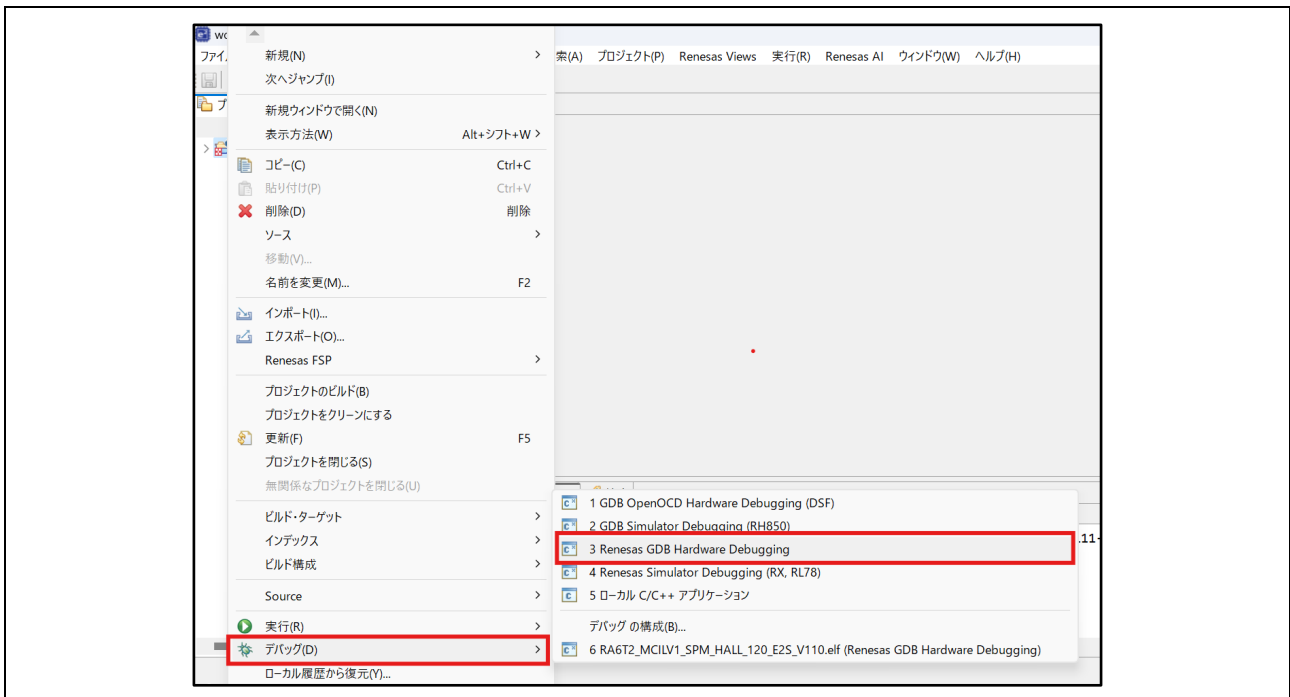 wo
ファイ
索(A) プロジェクト(P) Renesas Views 実行(R) Renesas AI ウィンドウ(W) ヘルプ(H)
プ
新規(N)
次へジャンプ(I)
新規ウィンドウで開く(N)
表示方法(W) Alt+シフト+W
コピー(C) Ctrl+C
貼り付け(P) Ctrl+V
削除(D) 削除
ソース
移動(V)...
名前を変更(M)... F2
インポート(I)...
エクスポート(O)...
Renesas FSP
プロジェクトのビルド(B)
プロジェクトをクリーンにする
更新(F) F5
プロジェクトを閉じる(S)
無関係なプロジェクトを閉じる(U)
ビルド・ターゲット
インデックス
ビルド構成
Source
実行(R)
デバッグ(D)
ローカル履歴から復元(Y)...
1 GDB OpenOCD Hardware Debugging (DSF)
2 GDB Simulator Debugging (RH850)
3 Renesas GDB Hardware Debugging
4 Renesas Simulator Debugging (RX, RL78)
5 ローカル C/C++ アプリケーション
デバッグ の構成(B)...
6 RA6T2_MCILV1_SPM_HALL_120_E2S_V110.elf (Renesas GDB Hardware Debugging)
.11-